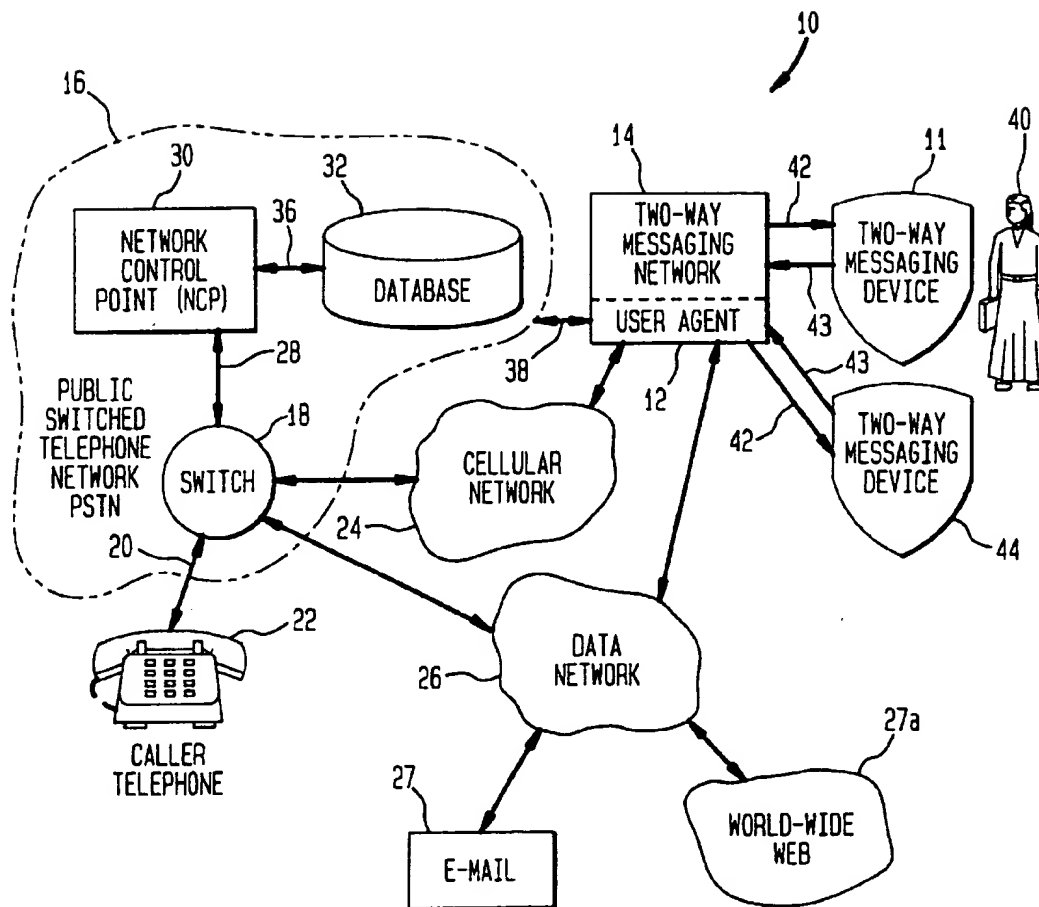 10
16
14
11
40
30
32
42
36
NETWORK
CONTROL
POINT (NCP)
DATABASE
TWO-WAY
MESSAGING
NETWORK
USER AGENT
TWO-WAY
MESSAGING
DEVICE
43
28
38
12
43
42
PUBLIC
SWITCHED
TELEPHONE
NETWORK
PSTN
18
SWITCH
CELLULAR
NETWORK
24
TWO-WAY
MESSAGING
DEVICE
44
20
22
CALLER
TELEPHONE
DATA
NETWORK
26
27
E-MAIL
27a
WORLD-WIDE
WEB